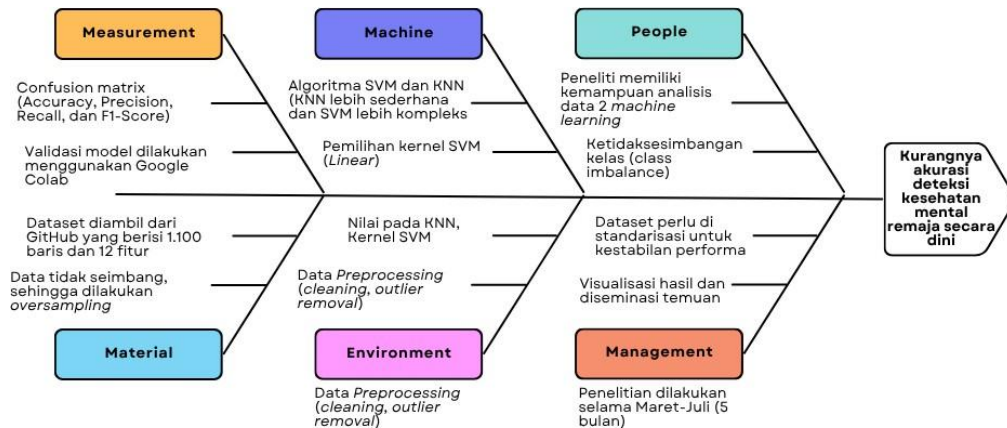 Measurement
Confusion matrix
(Accuracy, Precision,
Recall, dan F1-Score)
Validasi model dilakukan
menggunakan Google
Colab
Machine
Algoritma SVM dan KNN
(KNN lebih sederhana
dan SVM lebih kompleks
Pemilihan kernel SVM
(Linear)
People
Peneliti memiliki
kemampuan analisis
data 2 machine
learning
Ketidaksesimbangan
kelas (class
imbalance)
Kurangnya
akurasi
deteksi
kesehatan
mental
remaja secara
dini
Dataset diambil dari
GitHub yang berisi 1.100
baris dan 12 fitur
Data tidak seimbang,
sehingga dilakukan
oversampling
Material
Nilai pada KNN,
Kernel SVM
Data Preprocessing
(cleaning, outlier
removal)
Environment
Data Preprocessing
(cleaning, outlier
removal)
Dataset perlu di
standarisasi untuk
kestabilan performa
Visualisasi hasil dan
diseminasi temuan
Management
Penelitian dilakukan
selama Maret-Juli (5
bulan)